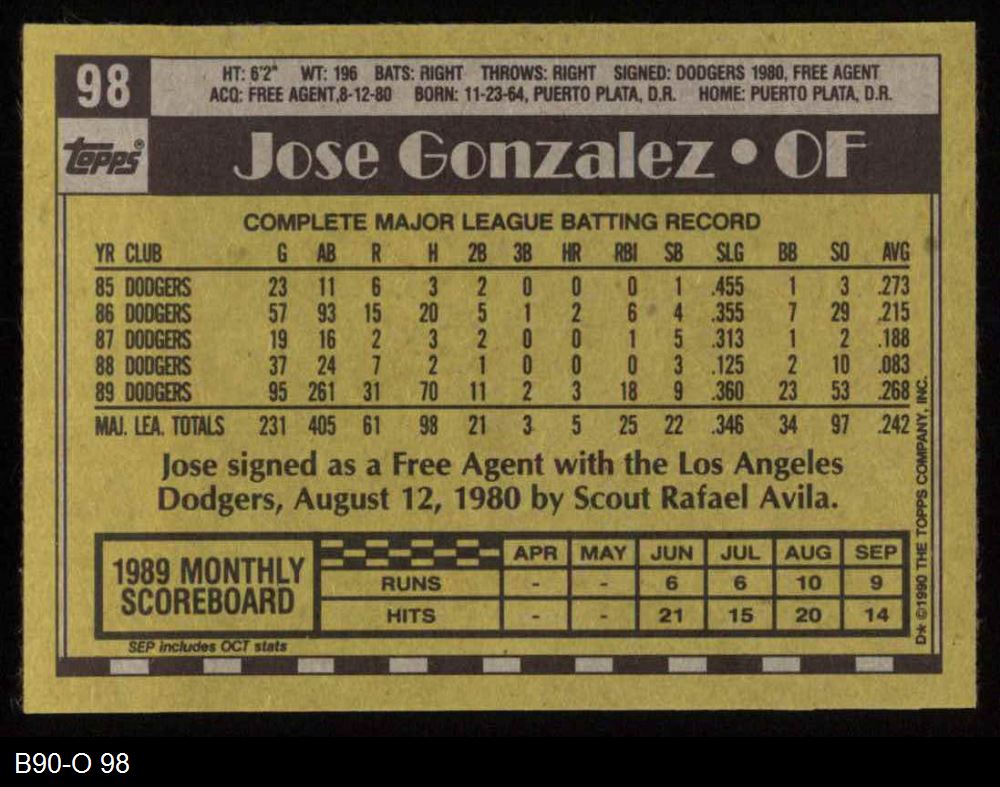 98
HT: 6'2" WT: 196 BATS: RIGHT THROWS: RIGHT SIGNED: DODGERS 1980, FREE AGENT
ACQ: FREE AGENT,8-12-80 BORN: 11-23-64, PUERTO PLATA, D.R. HOME: PUERTO PLATA, D.R.
topps®
Jose Gonzalez • OF
COMPLETE MAJOR LEAGUE BATTING RECORD
YR CLUB G AB R H 2B 3B HR RBI SB SLG BB SO AVG
85 DODGERS 23 11 6 3 2 0 0 0 1 .455 1 3 .273
86 DODGERS 57 93 15 20 5 1 2 6 4 .355 7 29 .215
87 DODGERS 19 16 2 3 2 0 0 1 5 .313 1 2 .188
88 DODGERS 37 24 7 2 1 0 0 0 3 .125 2 10 .083
89 DODGERS 95 261 31 70 11 2 3 18 9 .360 23 53 .268
MAJ. LEA. TOTALS 231 405 61 98 21 3 5 25 22 .346 34 97 .242
Jose signed as a Free Agent with the Los Angeles
Dodgers, August 12, 1980 by Scout Rafael Avila.
1989 MONTHLY
SCOREBOARD
APR MAY JUN JUL AUG SEP
RUNS - - 6 6 10 9
HITS - - 21 15 20 14
SEP includes OCT stats
D* ©1990 THE TOPPS COMPANY, INC.
B90-O 98